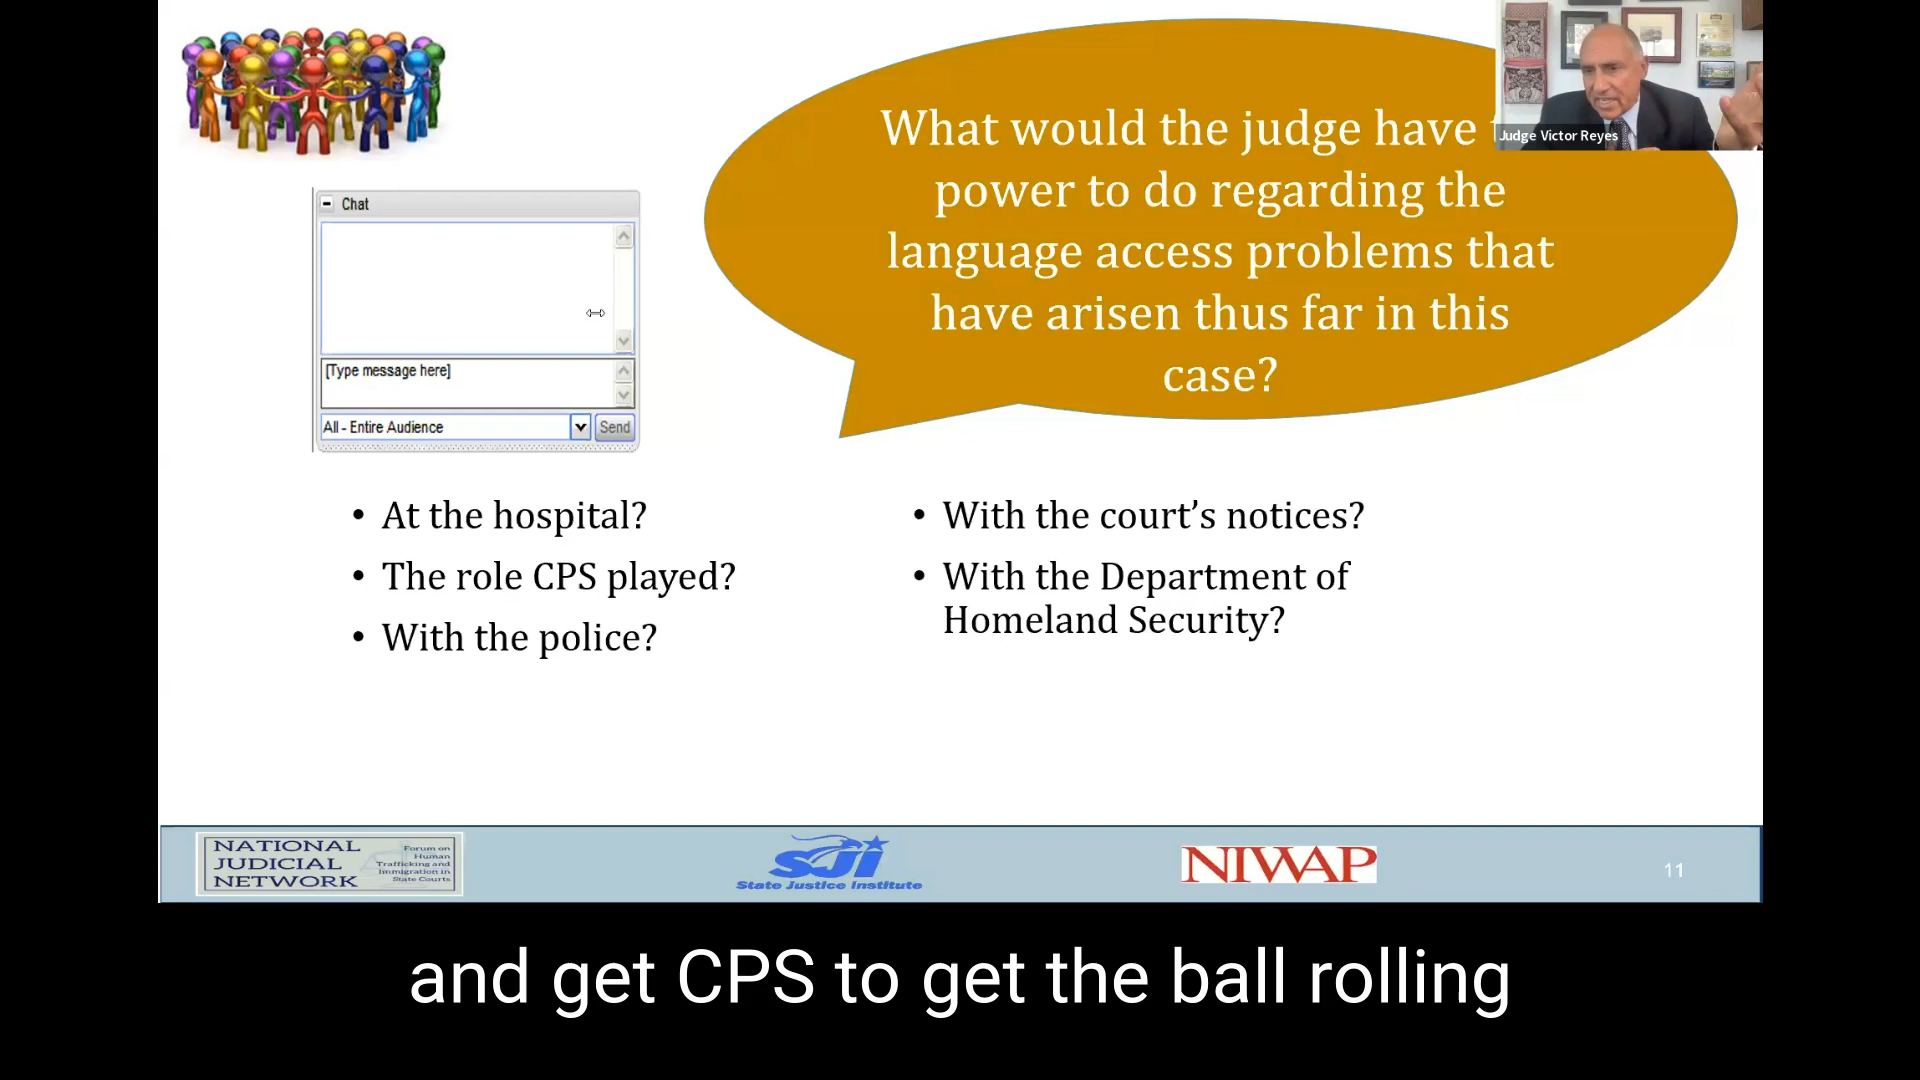 What would the judge have
power to do regarding the
language access problems that
have arisen thus far in this
case?
Judge Victor Reyes
Chat
[Type message here]
All - Entire Audience
Send
• At the hospital?
• The role CPS played?
• With the police?
• With the court’s notices?
• With the Department of
Homeland Security?
NATIONAL
JUDICIAL
NETWORK
Forum on
Human
Trafficking and
Immigration in
State Courts
SJI
State Justice Institute
NIWAP
11
and get CPS to get the ball rolling